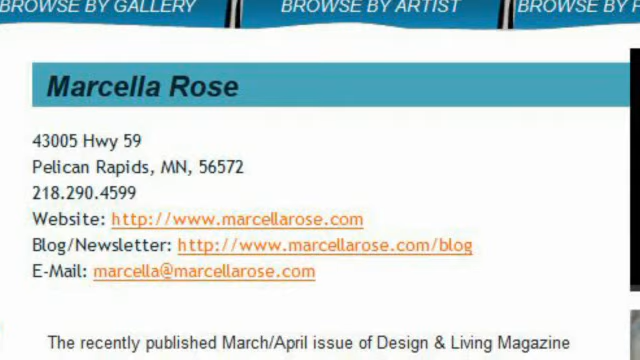 BROWSE BY GALLERY BROWSE BY ARTIST BROWSE BY
Marcella Rose
43005 Hwy 59
Pelican Rapids, MN, 56572
218.290.4599
Website: http://www.marcellarose.com
Blog/Newsletter: http://www.marcellarose.com/blog
E-Mail: marcella@marcellarose.com
The recently published March/April issue of Design & Living Magazine